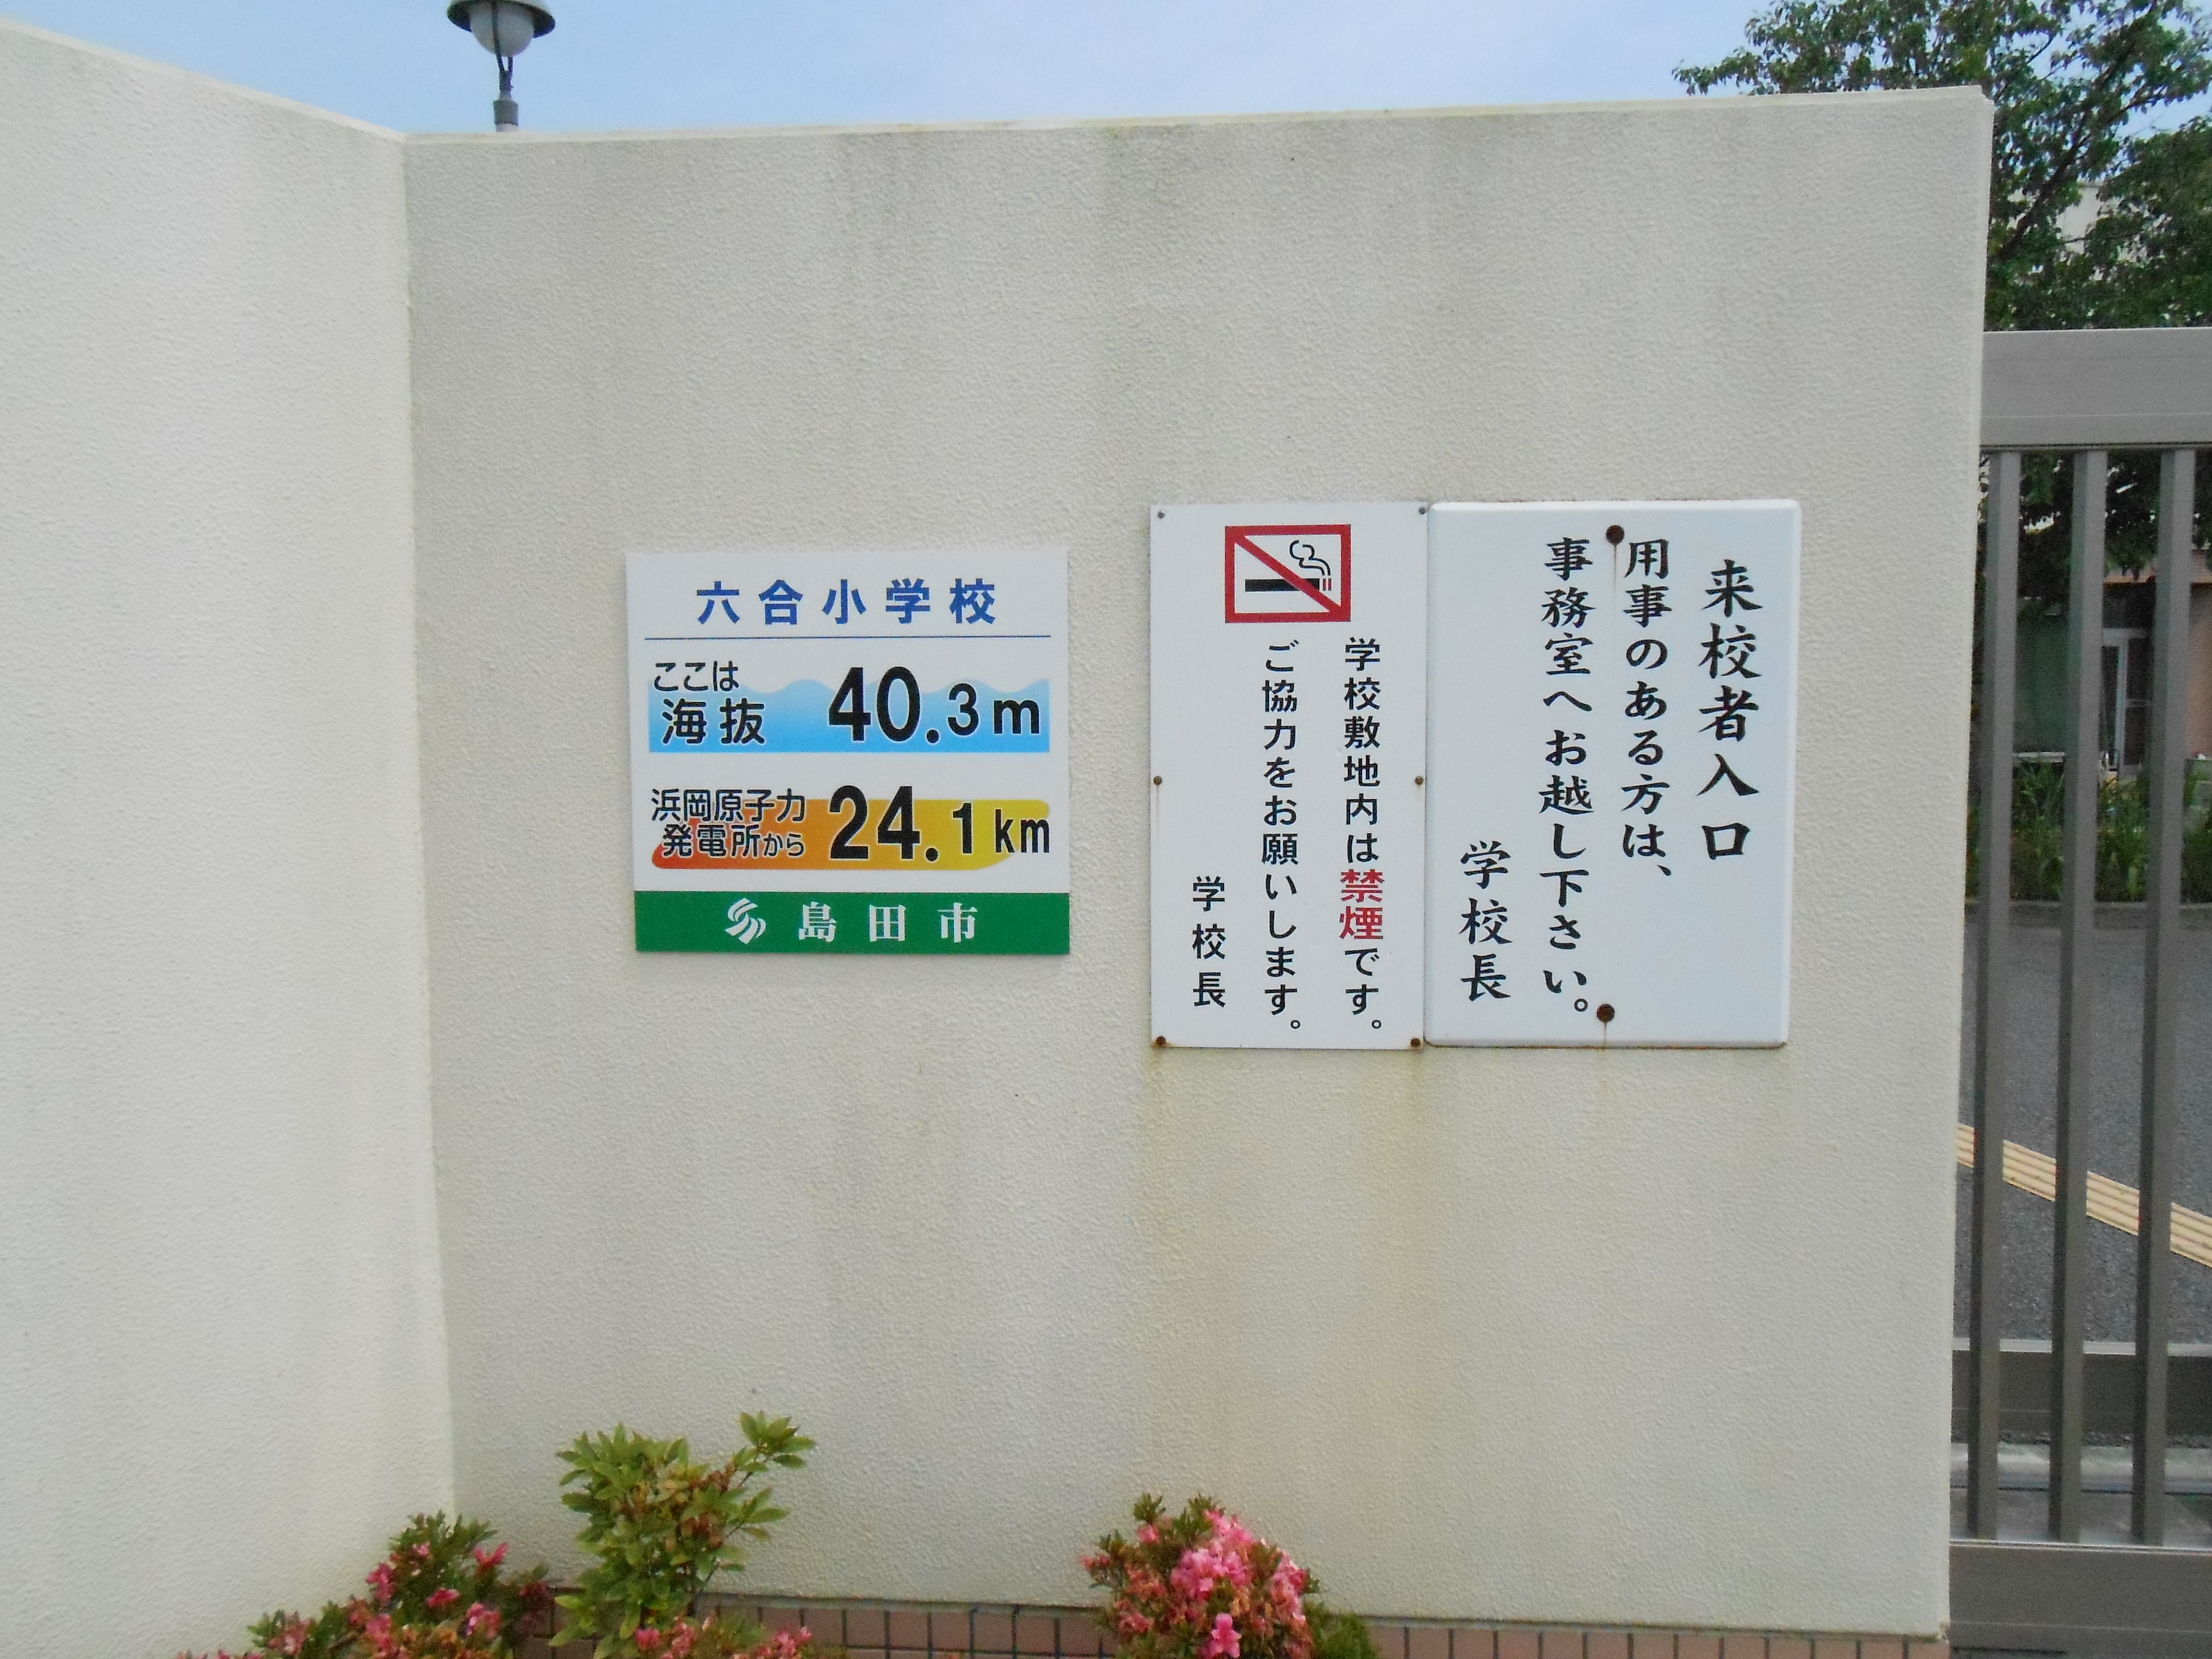 六合小学校
ここは
海抜 40.3m
浜岡原子力
発電所から 24.1km
島田市
学校敷地内は禁煙です。
ご協力をお願いします。
学校長
来校者入口
用事のある方は、
事務室へお越し下さい。
学校長